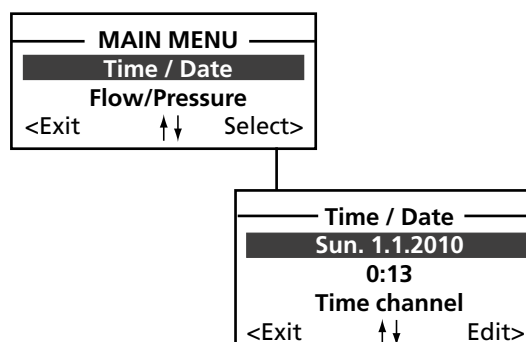 MAIN MENU
Time / Date
Flow/Pressure
<Exit ↑↓ Select>
Time / Date
Sun. 1.1.2010
0:13
Time channel
<Exit ↑↓ Edit>